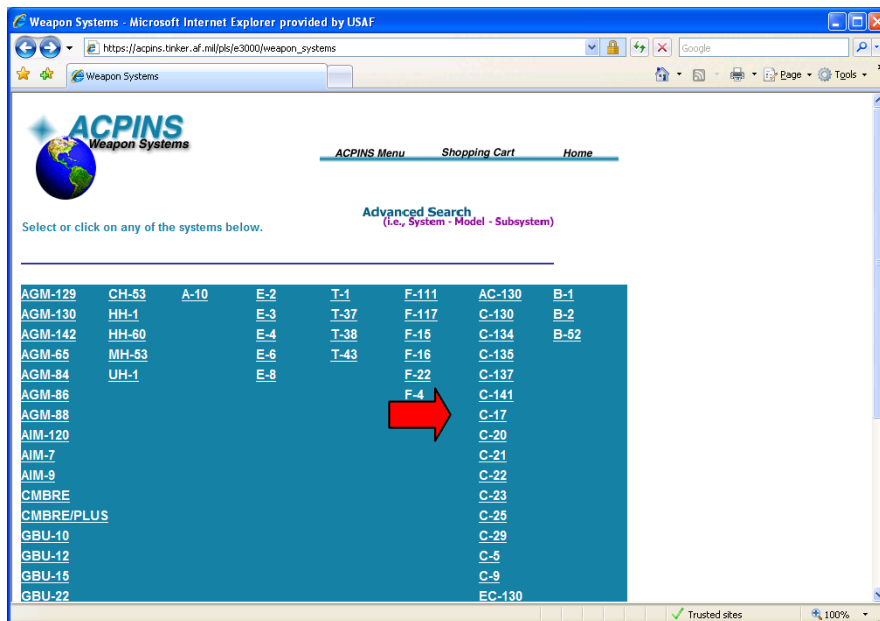 Weapon Systems - Microsoft Internet Explorer provided by USAF
https://acpins.tinker.af.mil/pls/e3000/weapon_systems
Google
Weapon Systems
Page
Tools
ACPINS
Weapon Systems
ACPINS Menu Shopping Cart Home
Advanced Search
(i.e., System - Model - Subsystem)
Select or click on any of the systems below.
AGM-129 CH-53 A-10 E-2 T-1 F-111 AC-130 B-1
AGM-130 HH-1 E-3 T-37 F-117 C-130 B-2
AGM-142 HH-60 E-4 T-38 F-15 C-134 B-52
AGM-65 MH-53 E-6 T-43 F-16 C-135
AGM-84 UH-1 E-8 F-22 C-137
AGM-86 F-4 C-141
AGM-88 C-17
AIM-120 C-20
AIM-7 C-21
AIM-9 C-22
CMBRE C-23
CMBRE/PLUS C-25
GBU-10 C-29
GBU-12 C-5
GBU-15 C-9
GBU-22 EC-130
Trusted sites 100%